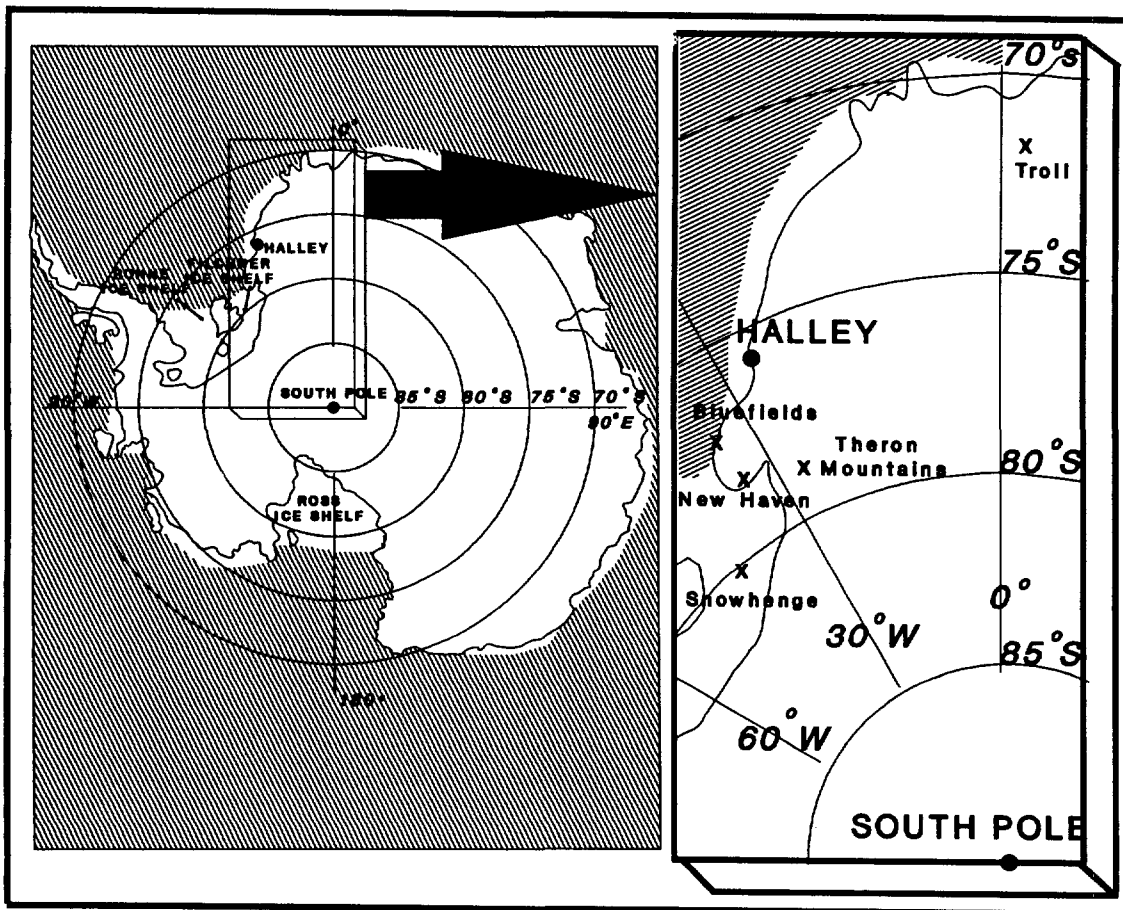 0°
HALLEY
FILCHNER
ICE SHELF
RONNE
ICE SHELF
SOUTH POLE
85°S 80°S 75°S 70°S
90°E
ROSS
ICE SHELF
180°
70°s
X
Troll
75°S
HALLEY
Bluefields
X
Theron
X Mountains
80°S
X
New Haven
X
Snowhenge
0°
30°W
85°S
60°W
SOUTH POLE